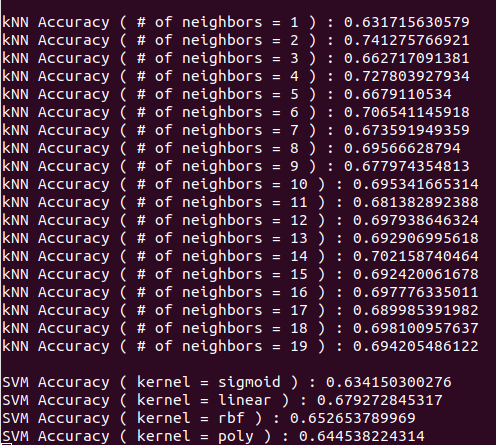 kNN Accuracy ( # of neighbors = 1 ) : 0.631715630579
kNN Accuracy ( # of neighbors = 2 ) : 0.741275766921
kNN Accuracy ( # of neighbors = 3 ) : 0.662717091381
kNN Accuracy ( # of neighbors = 4 ) : 0.727803927934
kNN Accuracy ( # of neighbors = 5 ) : 0.6679110534
kNN Accuracy ( # of neighbors = 6 ) : 0.706541145918
kNN Accuracy ( # of neighbors = 7 ) : 0.673591949359
kNN Accuracy ( # of neighbors = 8 ) : 0.69566628794
kNN Accuracy ( # of neighbors = 9 ) : 0.677974354813
kNN Accuracy ( # of neighbors = 10 ) : 0.695341665314
kNN Accuracy ( # of neighbors = 11 ) : 0.681382892388
kNN Accuracy ( # of neighbors = 12 ) : 0.697938646324
kNN Accuracy ( # of neighbors = 13 ) : 0.692906995618
kNN Accuracy ( # of neighbors = 14 ) : 0.702158740464
kNN Accuracy ( # of neighbors = 15 ) : 0.692420061678
kNN Accuracy ( # of neighbors = 16 ) : 0.697776335011
kNN Accuracy ( # of neighbors = 17 ) : 0.689985391982
kNN Accuracy ( # of neighbors = 18 ) : 0.698100957637
kNN Accuracy ( # of neighbors = 19 ) : 0.694205486122
SVM Accuracy ( kernel = sigmoid ) : 0.634150300276
SVM Accuracy ( kernel = linear ) : 0.679272845317
SVM Accuracy ( kernel = rbf ) : 0.652653789969
SVM Accuracy ( kernel = poly ) : 0.644538224314